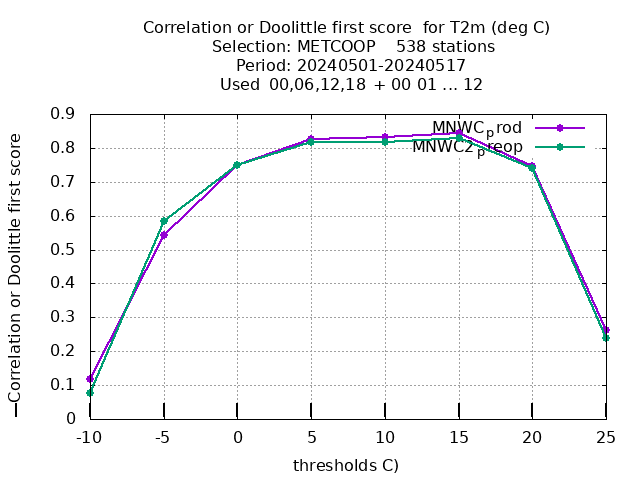 Correlation or Doolittle first score  for T2m (deg C)
Selection: METCOOP    538 stations
Period: 20240501-20240517
Used  00,06,12,18  + 00 01 ... 12
Correlation or Doolittle first score
0.9
0.8
0.7
0.6
0.5
0.4
0.3
0.2
0.1
0
MNWCprod
MNWC2preop
-10 -5 0 5 10 15 20 25
thresholds C)